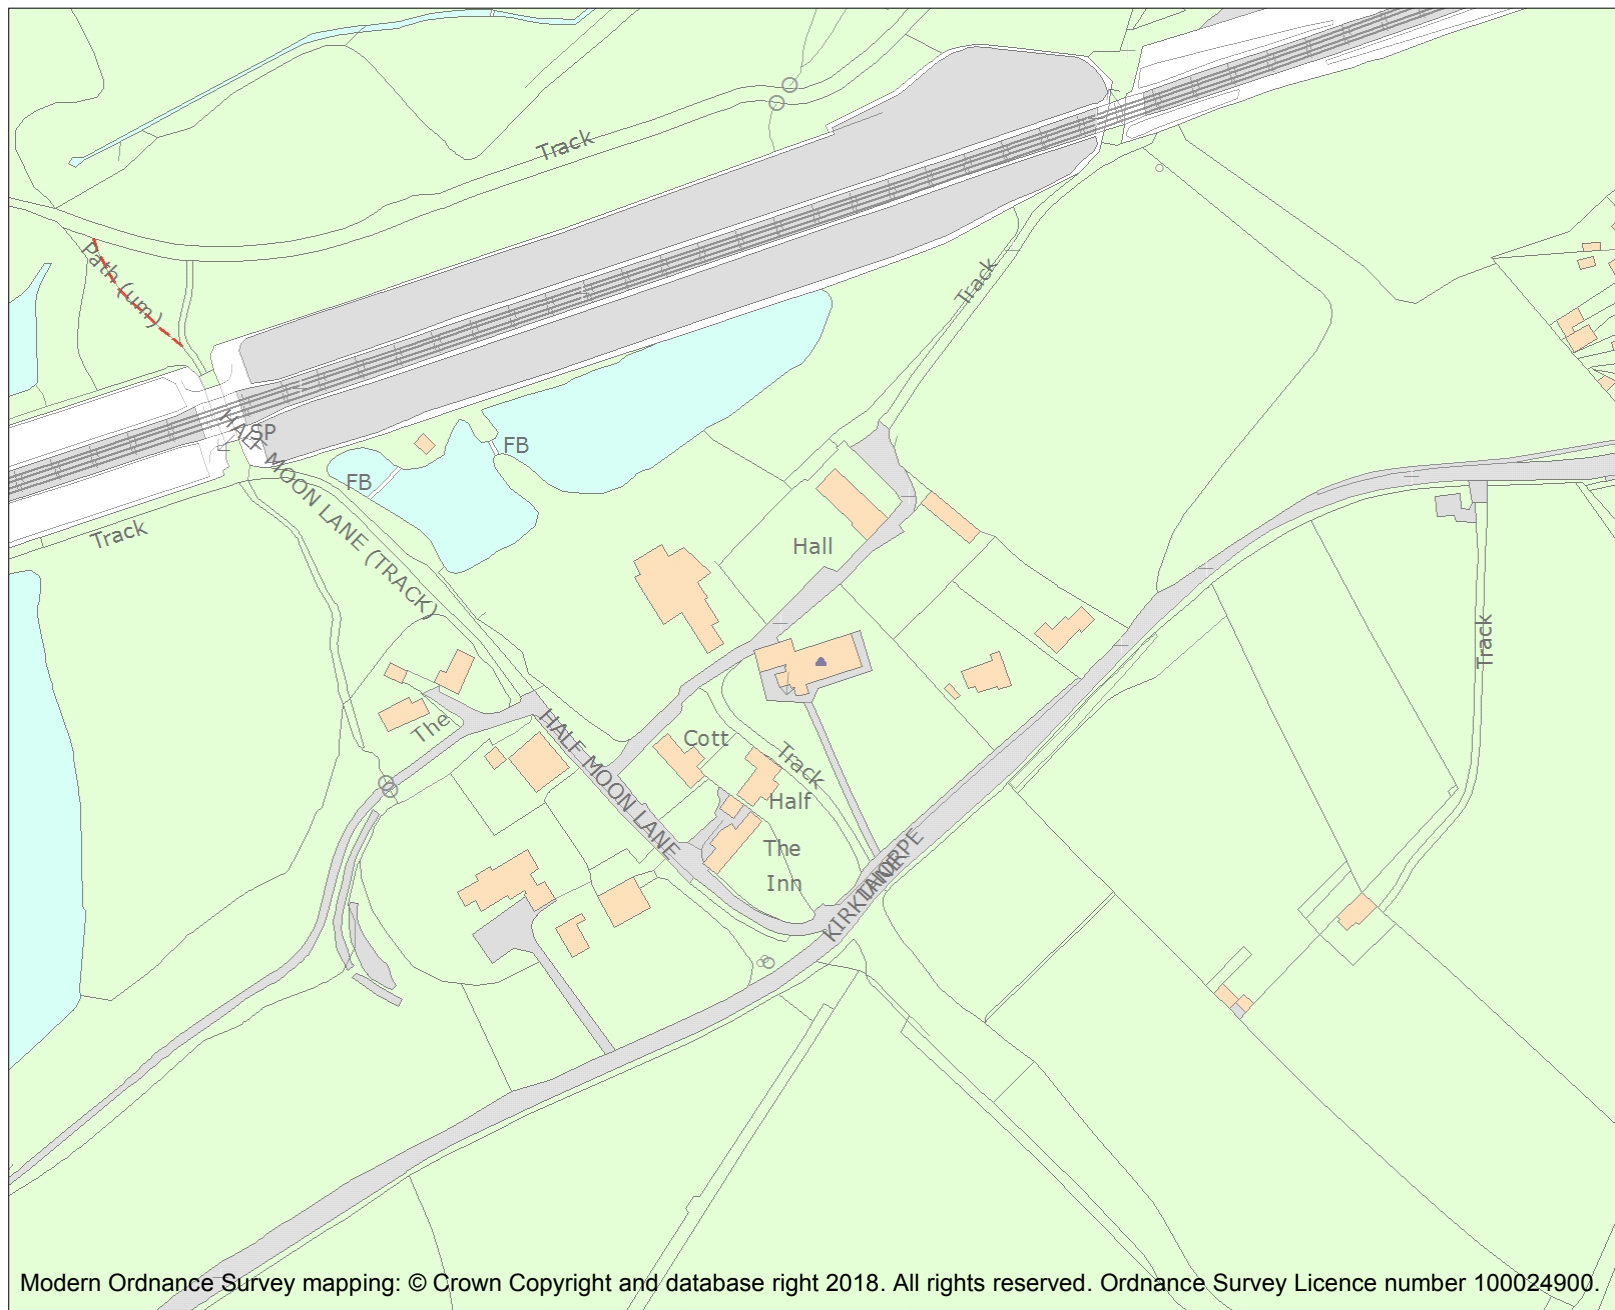 Track
Path (um)
Track
HALF MOON LANE (TRACK)
SP
FB
FB
Track
Hall
Track
The
HALF MOON LANE
Cott
Track
Half
The
Inn
KIRKTHORPE
LANE
Modern Ordnance Survey mapping: © Crown Copyright and database right 2018. All rights reserved. Ordnance Survey Licence number 100024900.